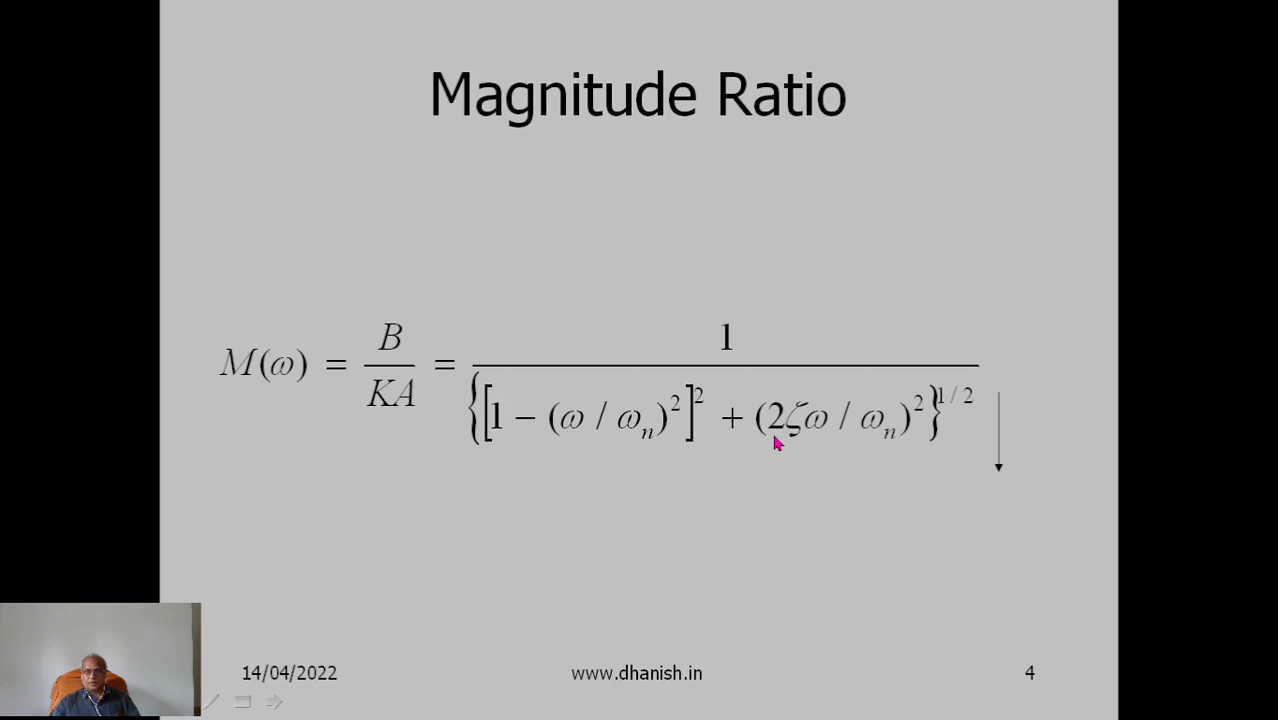 Magnitude Ratio
M(ω) = B / KA = 1 / {[1 − (ω / ωn)²]² + (2ζω / ωn)²}^1/2
14/04/2022 www.dhanish.in 4